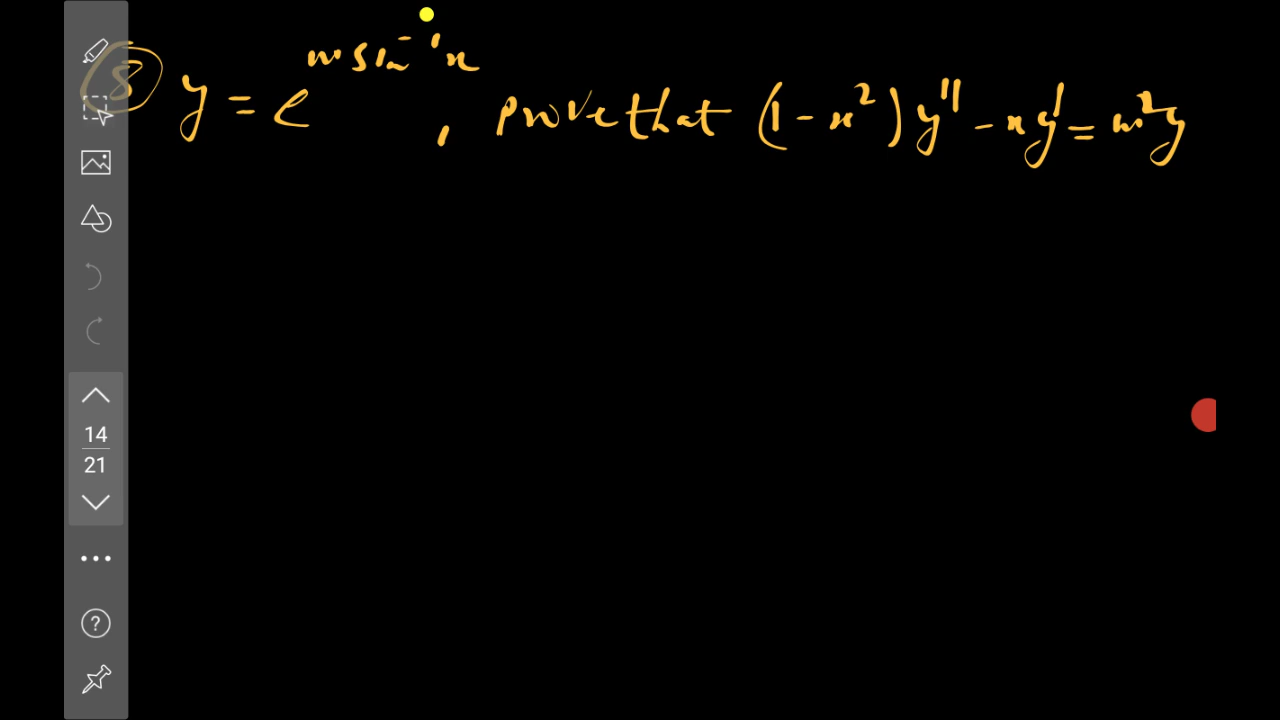 ⑧ y = e^(m sin⁻¹x), prove that (1 - x²)y'' - xy' = m²y
14
21
?